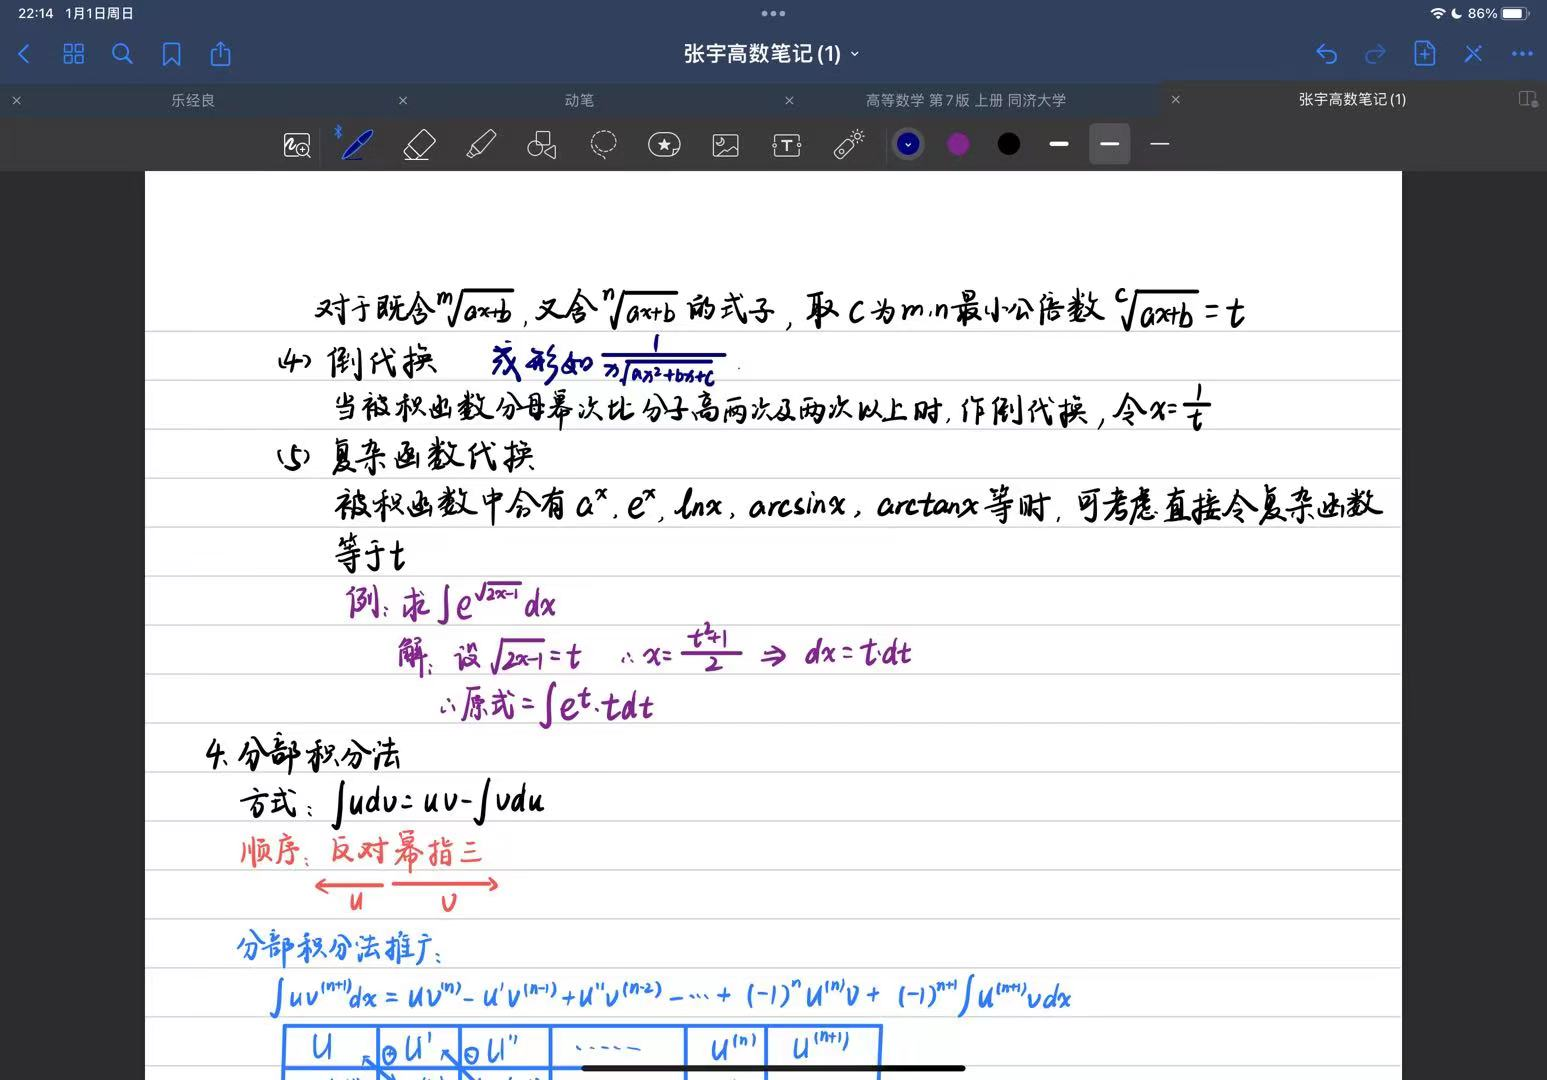 22:14 1月1日周日
86%
张宇高数笔记(1)
乐经良
动笔
高等数学 第7版 上册 同济大学
张宇高数笔记(1)
对于既含 ᵐ√(ax+b), 又含 ⁿ√(ax+b) 的式子, 取 C 为 m.n 最小公倍数 ᶜ√(ax+b) = t
(4) 倒代换 或形如 1/(x√(ax²+bx+c))
当被积函数分母幂次比分子高两次及两次以上时, 作倒代换, 令 x=1/t
(5) 复杂函数代换
被积函数中含有 aˣ, eˣ, lnx, arcsinx, arctanx 等时, 可考虑直接令复杂函数
等于t
例: 求∫e^√(2x-1) dx
解: 设 √(2x-1) = t ∴ x = (t²+1)/2 ⇒ dx = t·dt
∴原式 = ∫eᵗ·tdt
4. 分部积分法
方式: ∫udv = uv - ∫vdu
顺序: 反对幂指三
u v
分部积分法推广:
∫uv⁽ⁿ⁺¹⁾dx = uv⁽ⁿ⁾ - u'v⁽ⁿ⁻¹⁾ + u''v⁽ⁿ⁻²⁾ - ··· + (-1)ⁿu⁽ⁿ⁾v + (-1)ⁿ⁺¹∫u⁽ⁿ⁺¹⁾vdx
u ⊕ u' ⊖ u'' ······ u⁽ⁿ⁾ u⁽ⁿ⁺¹⁾